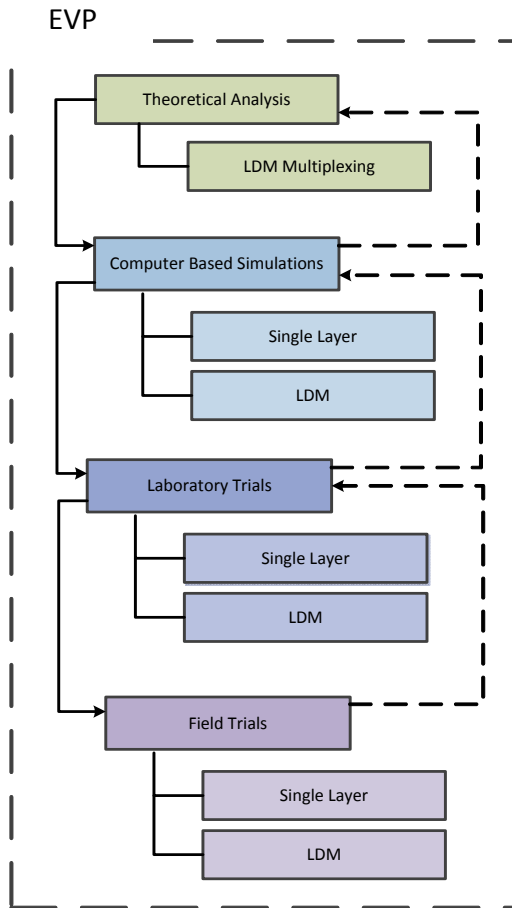 EVP
Theoretical Analysis
LDM Multiplexing
Computer Based Simulations
Single Layer
LDM
Laboratory Trials
Single Layer
LDM
Field Trials
Single Layer
LDM